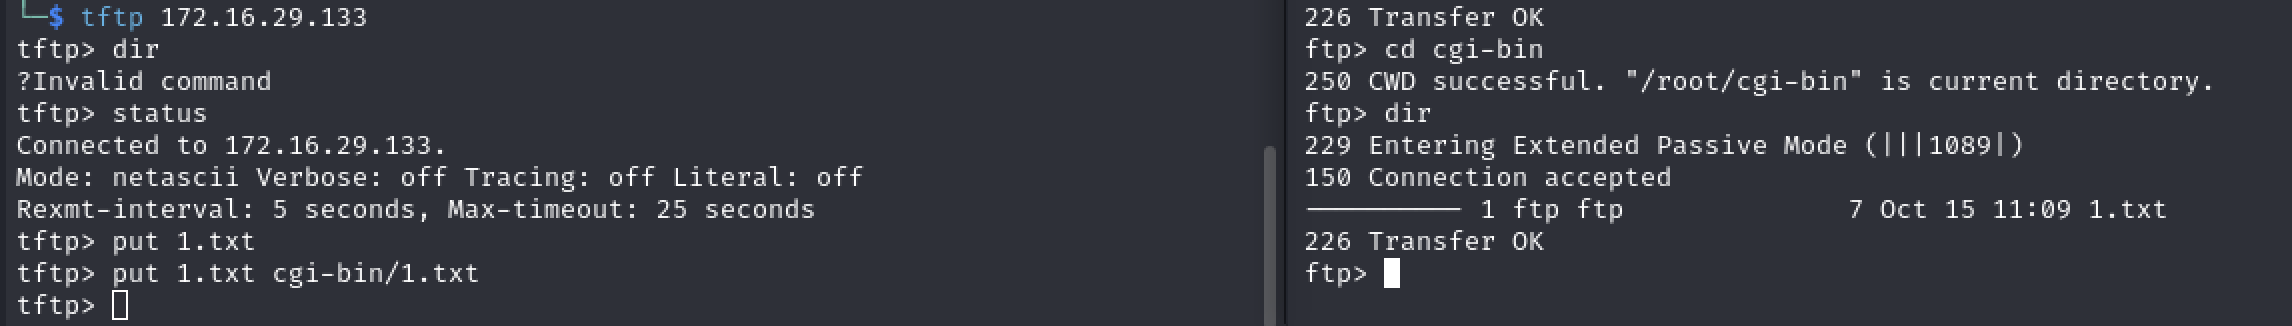 └─$ tftp 172.16.29.133
tftp> dir
?Invalid command
tftp> status
Connected to 172.16.29.133.
Mode: netascii Verbose: off Tracing: off Literal: off
Rexmt-interval: 5 seconds, Max-timeout: 25 seconds
tftp> put 1.txt
tftp> put 1.txt cgi-bin/1.txt
tftp>
226 Transfer OK
ftp> cd cgi-bin
250 CWD successful. "/root/cgi-bin" is current directory.
ftp> dir
229 Entering Extended Passive Mode (|||1089|)
150 Connection accepted
---------- 1 ftp ftp 7 Oct 15 11:09 1.txt
226 Transfer OK
ftp>